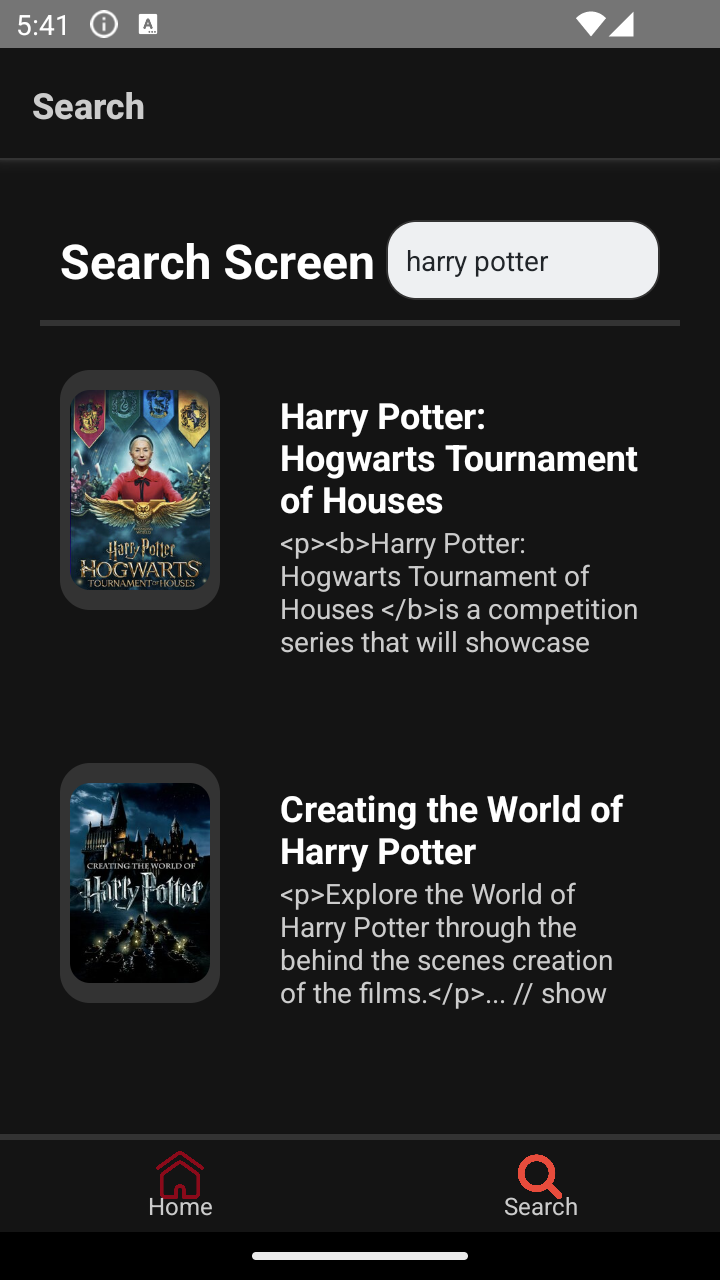 5:41
A
Search
Search Screen
harry potter
Harry Potter
HOGWARTS
TOURNAMENT OF HOUSES
Harry Potter:
Hogwarts Tournament
of Houses
<p><b>Harry Potter:
Hogwarts Tournament of
Houses </b>is a competition
series that will showcase
CREATING THE WORLD OF
Harry Potter
Creating the World of
Harry Potter
<p>Explore the World of
Harry Potter through the
behind the scenes creation
of the films.</p>... // show
Home
Search